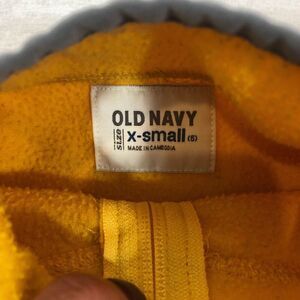 OLD NAVY
SIZE x-small (5)
MADE IN CAMBODIA